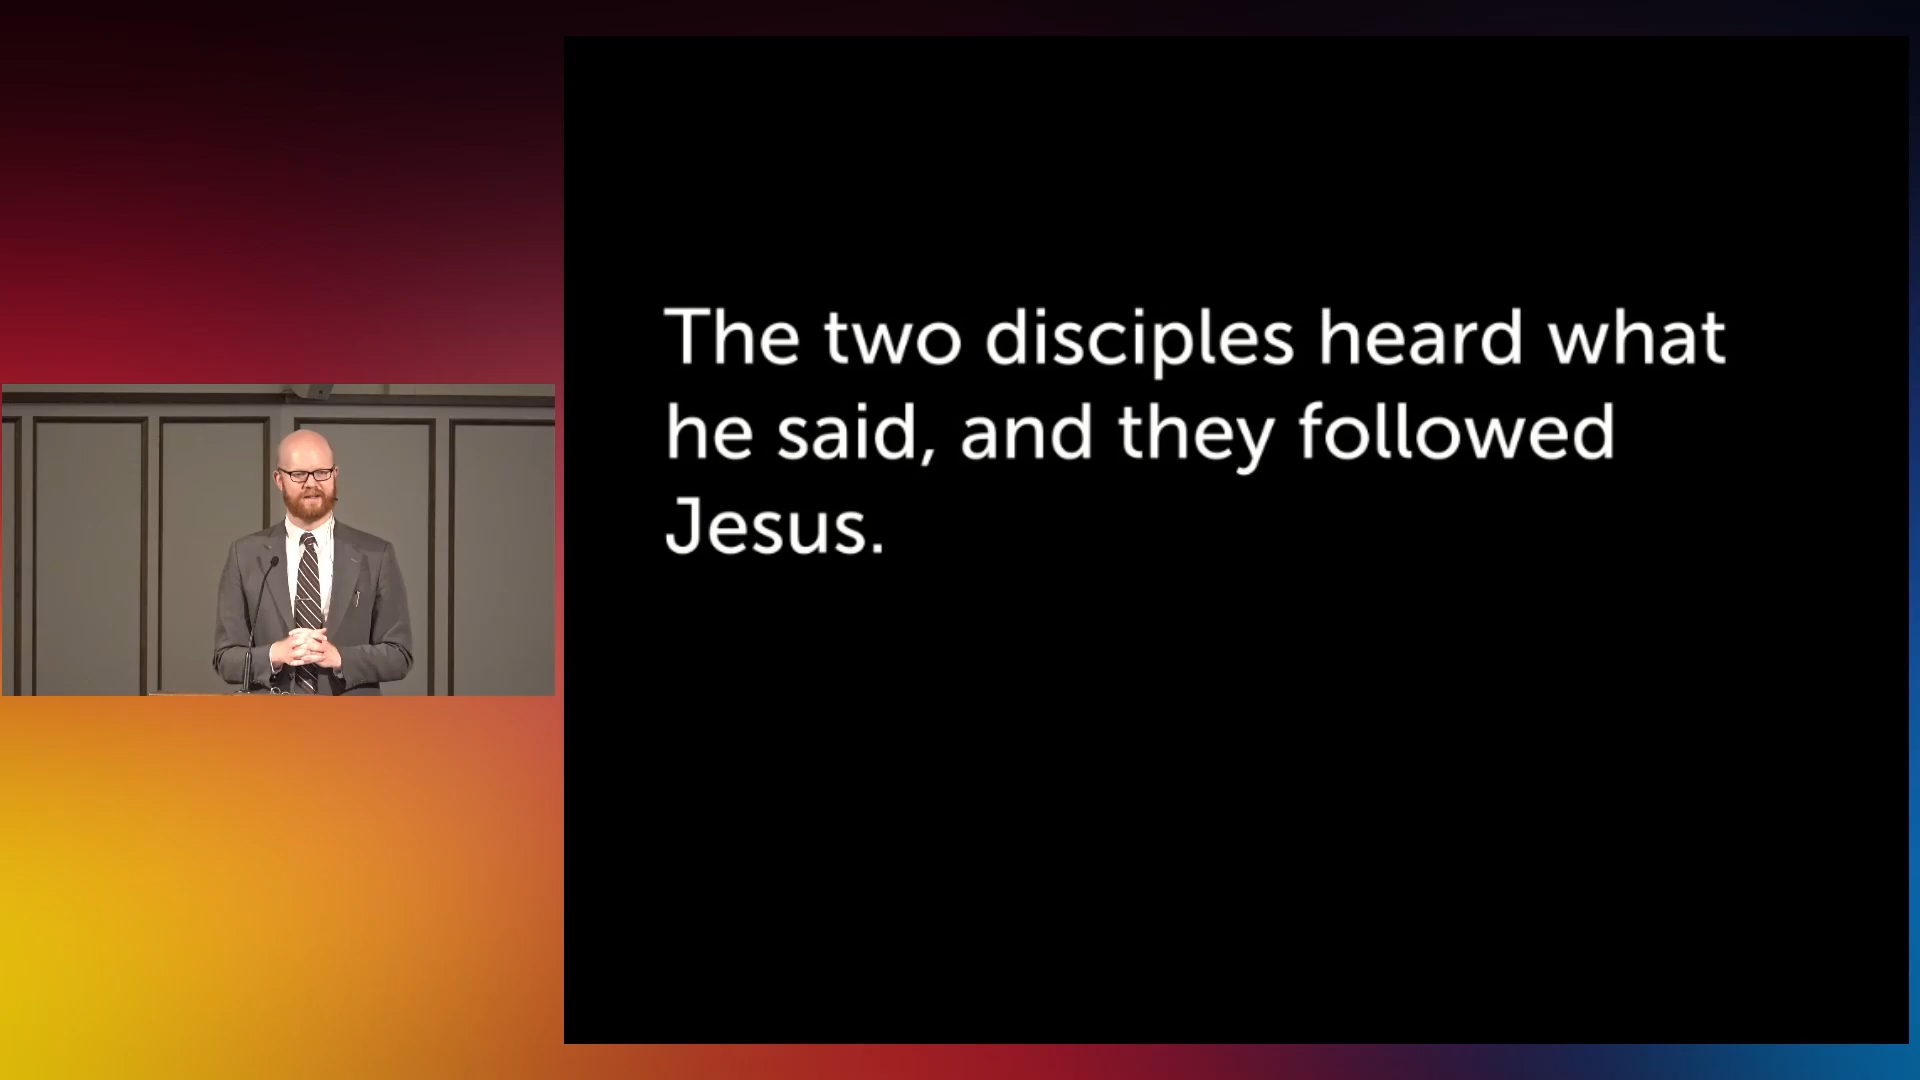 The two disciples heard what
he said, and they followed
Jesus.